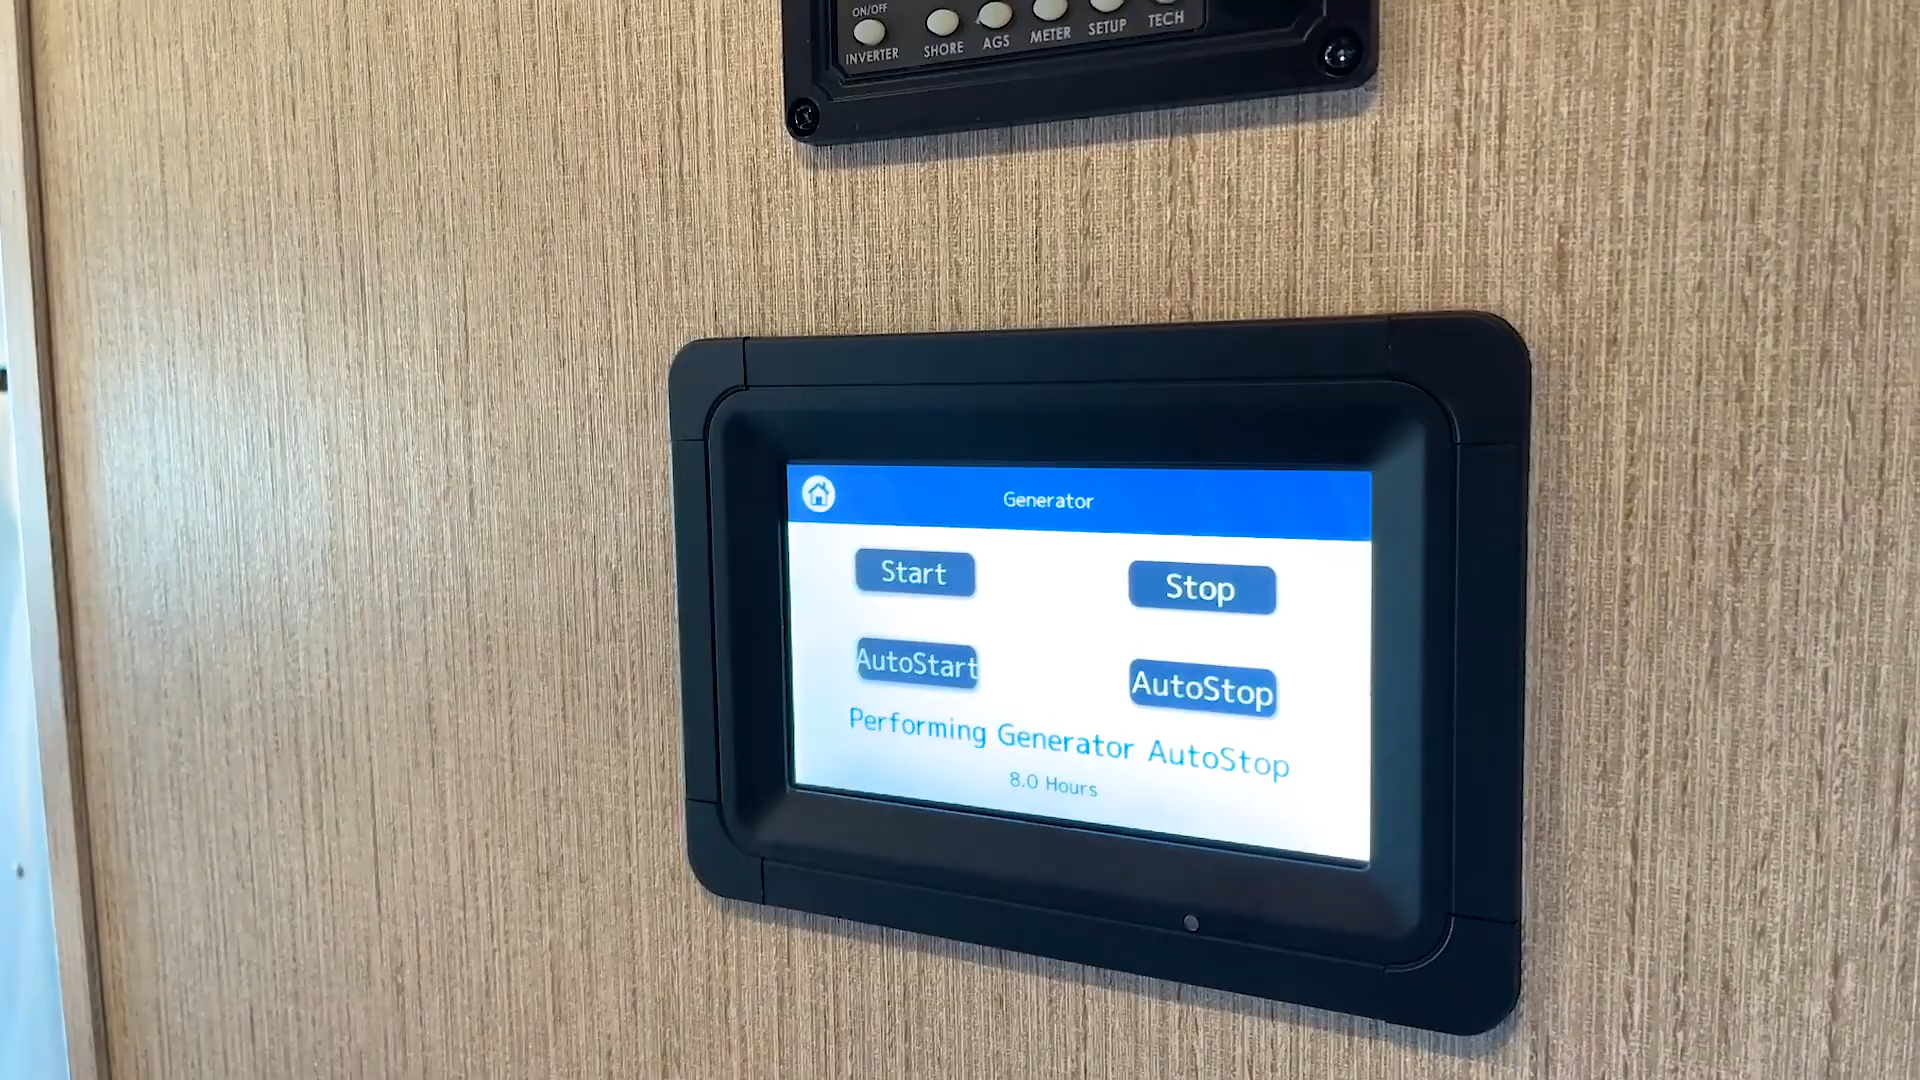 ON/OFF
INVERTER SHORE AGS METER SETUP TECH
Generator
Start Stop
AutoStart AutoStop
Performing Generator AutoStop
8.0 Hours